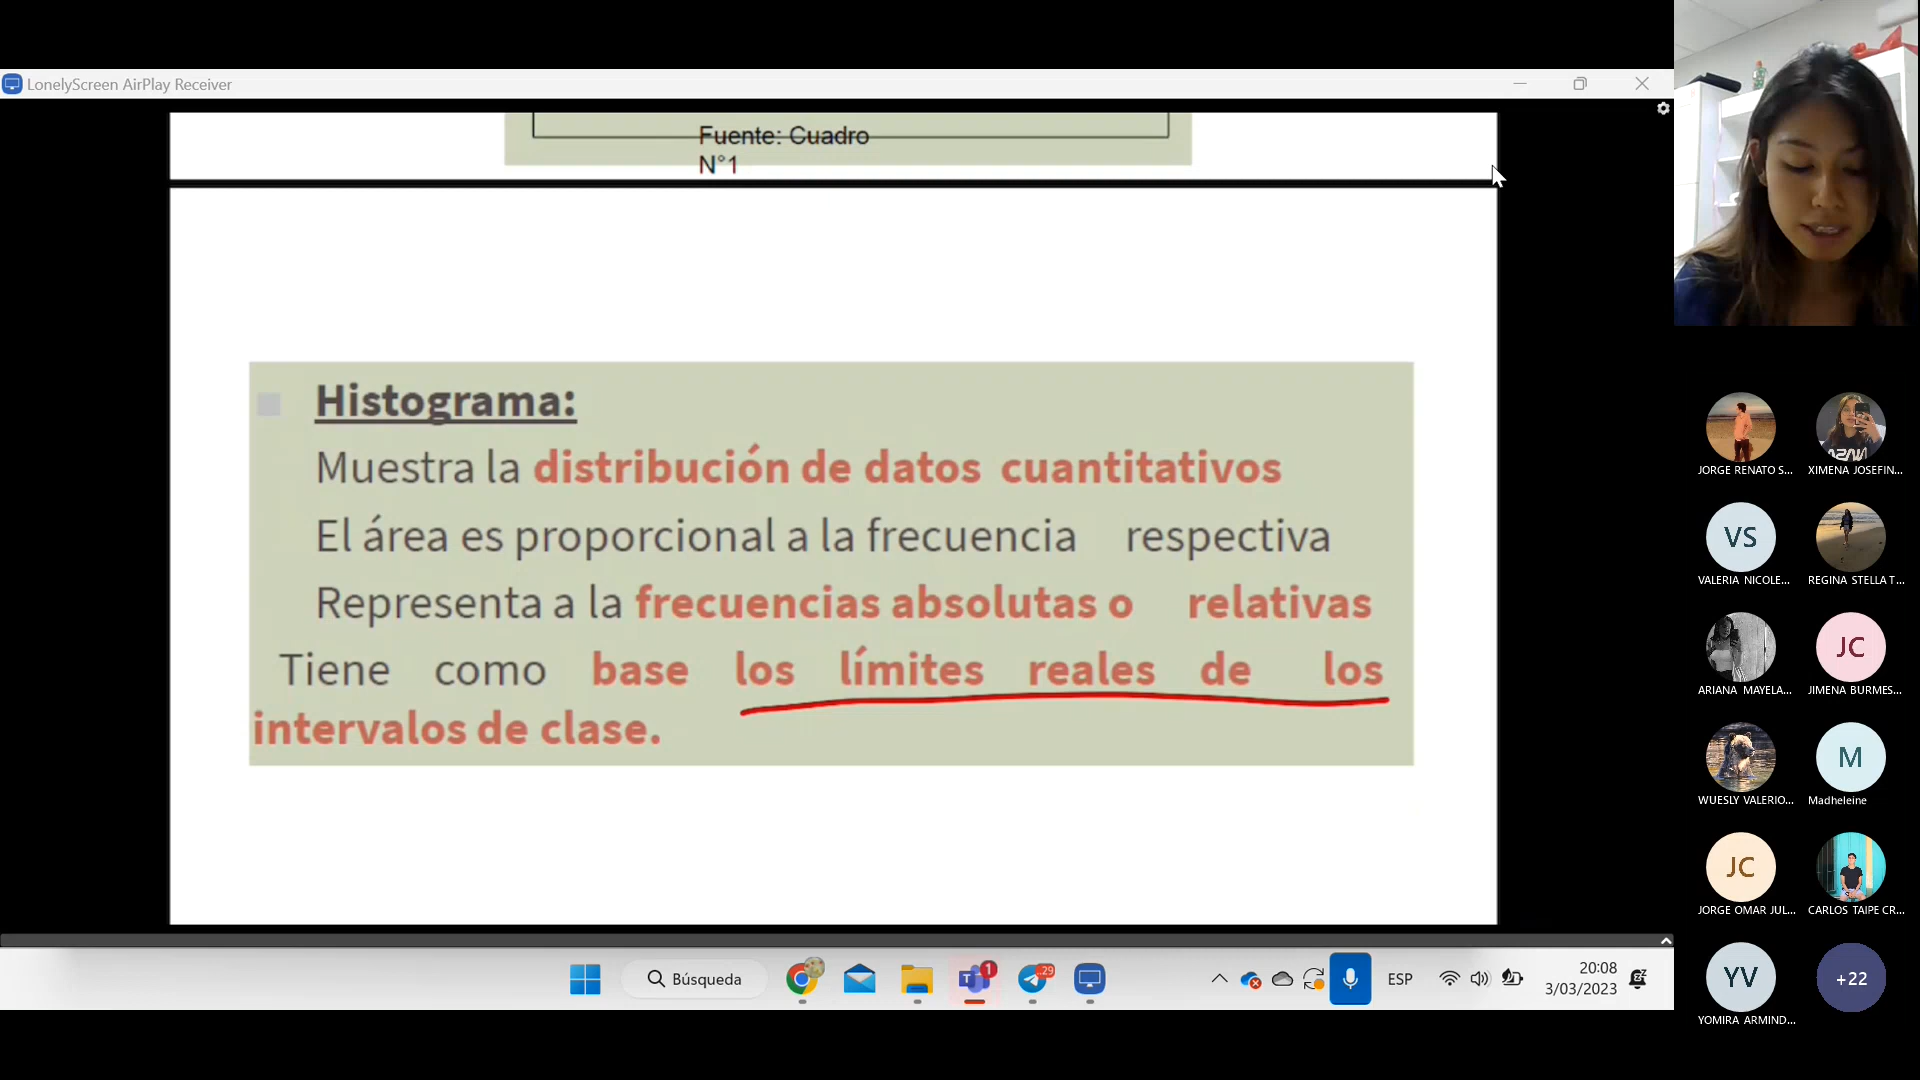 LonelyScreen AirPlay Receiver
Fuente: Cuadro
N°1
Histograma:
Muestra la distribución de datos cuantitativos
El área es proporcional a la frecuencia respectiva
Representa a la frecuencias absolutas o relativas
Tiene como base los límites reales de los
intervalos de clase.
JORGE RENATO S...
XIMENA JOSEFIN...
VS
VALERIA NICOLE...
REGINA STELLA T...
ARIANA MAYELA...
JC
JIMENA BURMES...
WUESLY VALERIO...
M
Madheleine
JC
JORGE OMAR JUL...
CARLOS TAIPE CR...
YV
YOMIRA ARMIND...
+22
Búsqueda
1
29
ESP
20:08
3/03/2023